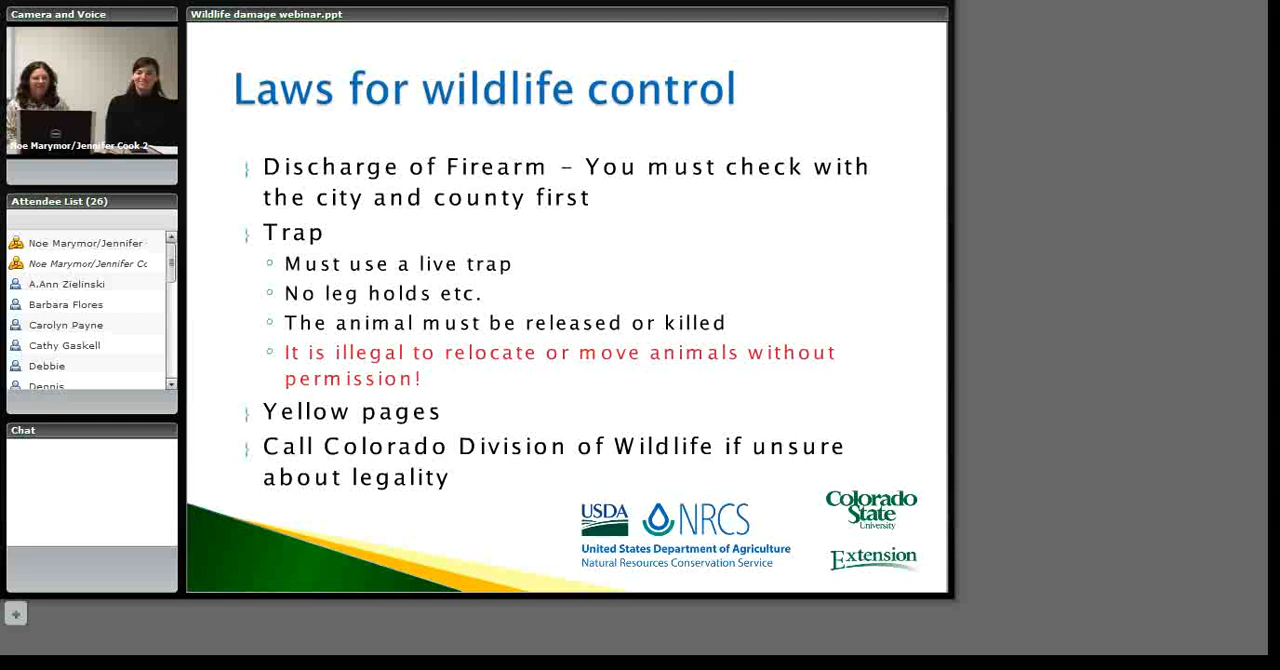 Camera and Voice
Noe Marymor/Jennifer Cook 2
Attendee List (26)
Noe Marymor/Jennifer
Noe Marymor/Jennifer Co
A.Ann Zielinski
Barbara Flores
Carolyn Payne
Cathy Gaskell
Debbie
Dennis
Chat
Wildlife damage webinar.ppt
Laws for wildlife control
Discharge of Firearm – You must check with
the city and county first
Trap
Must use a live trap
No leg holds etc.
The animal must be released or killed
It is illegal to relocate or move animals without
permission!
Yellow pages
Call Colorado Division of Wildlife if unsure
about legality
USDA NRCS
United States Department of Agriculture
Natural Resources Conservation Service
Colorado
State
University
Extension